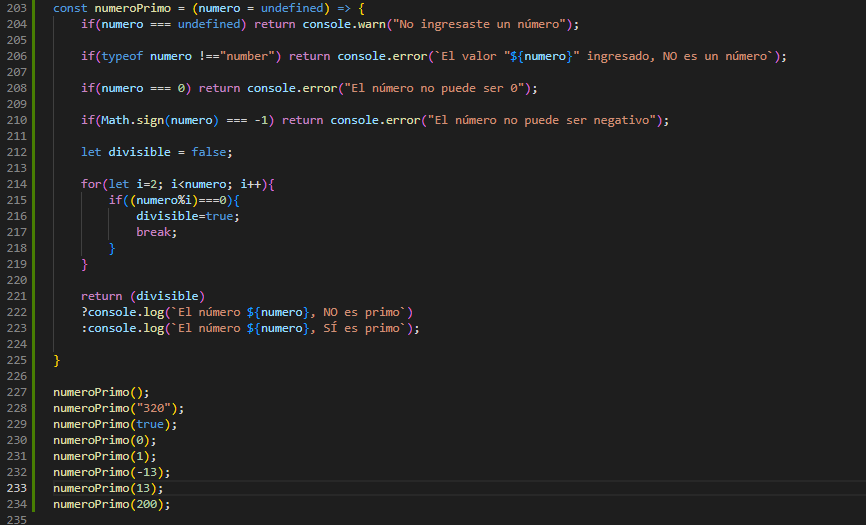 203 const numeroPrimo = (numero = undefined) => {
204     if(numero === undefined) return console.warn("No ingresaste un número");
205
206     if(typeof numero !=="number") return console.error(`El valor "${numero}" ingresado, NO es un número`);
207
208     if(numero === 0) return console.error("El número no puede ser 0");
209
210     if(Math.sign(numero) === -1) return console.error("El número no puede ser negativo");
211
212     let divisible = false;
213
214     for(let i=2; i<numero; i++){
215         if((numero%i)===0){
216             divisible=true;
217             break;
218         }
219     }
220
221     return (divisible)
222     ?console.log(`El número ${numero}, NO es primo`)
223     :console.log(`El número ${numero}, SÍ es primo`);
224
225 }
226
227 numeroPrimo();
228 numeroPrimo("320");
229 numeroPrimo(true);
230 numeroPrimo(0);
231 numeroPrimo(1);
232 numeroPrimo(-13);
233 numeroPrimo(13);
234 numeroPrimo(200);
235